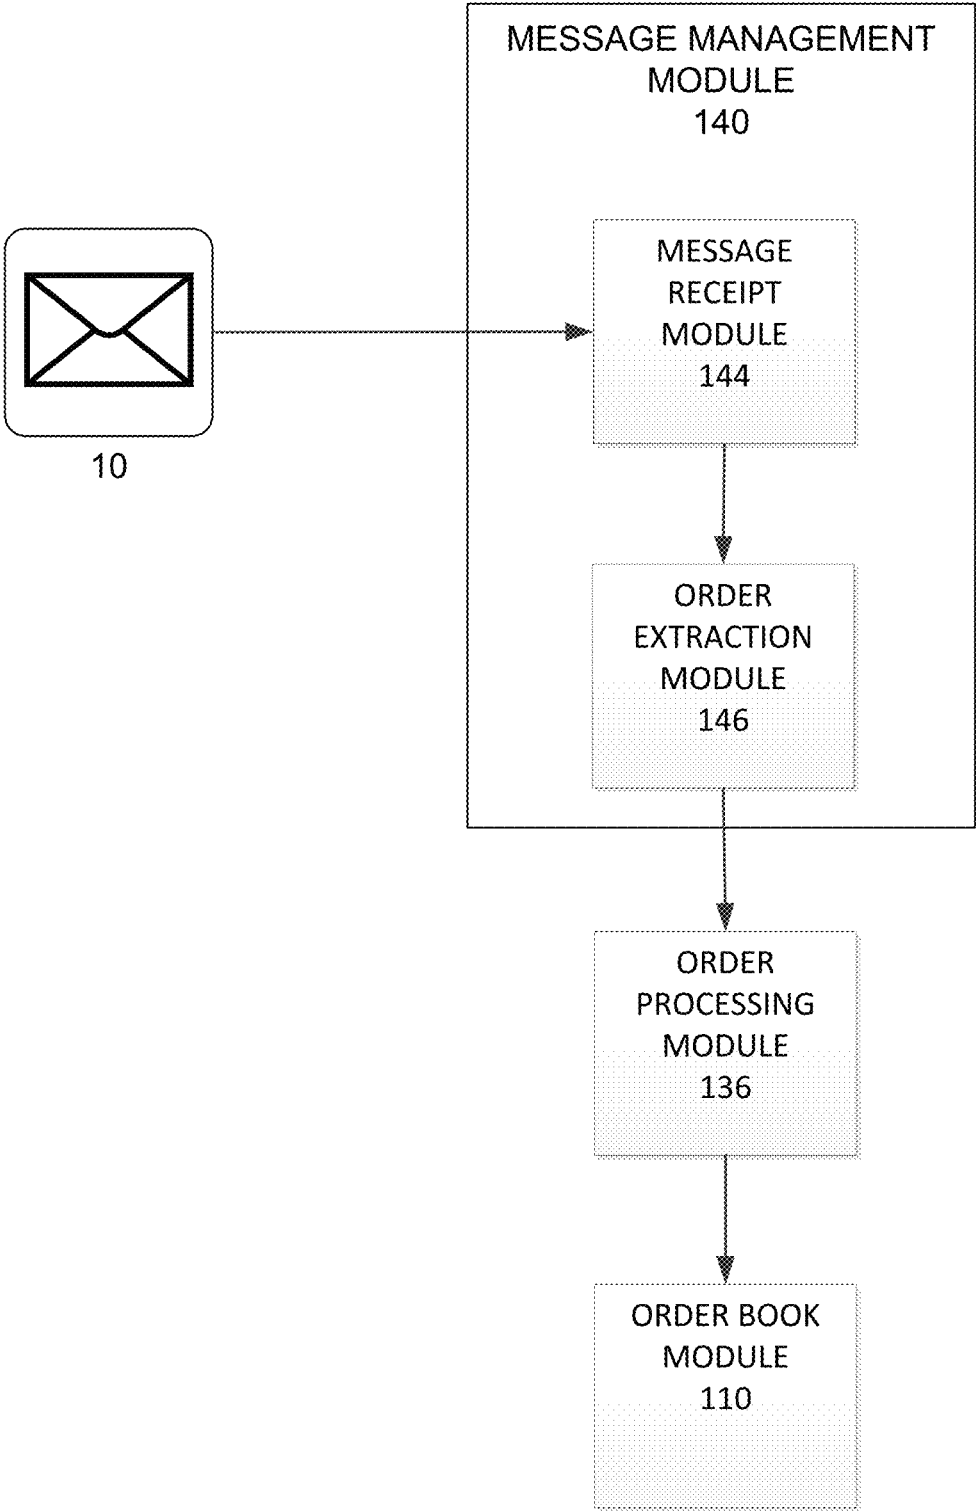 MESSAGE MANAGEMENT
MODULE
140
MESSAGE
RECEIPT
MODULE
144
10
ORDER
EXTRACTION
MODULE
146
ORDER
PROCESSING
MODULE
136
ORDER BOOK
MODULE
110